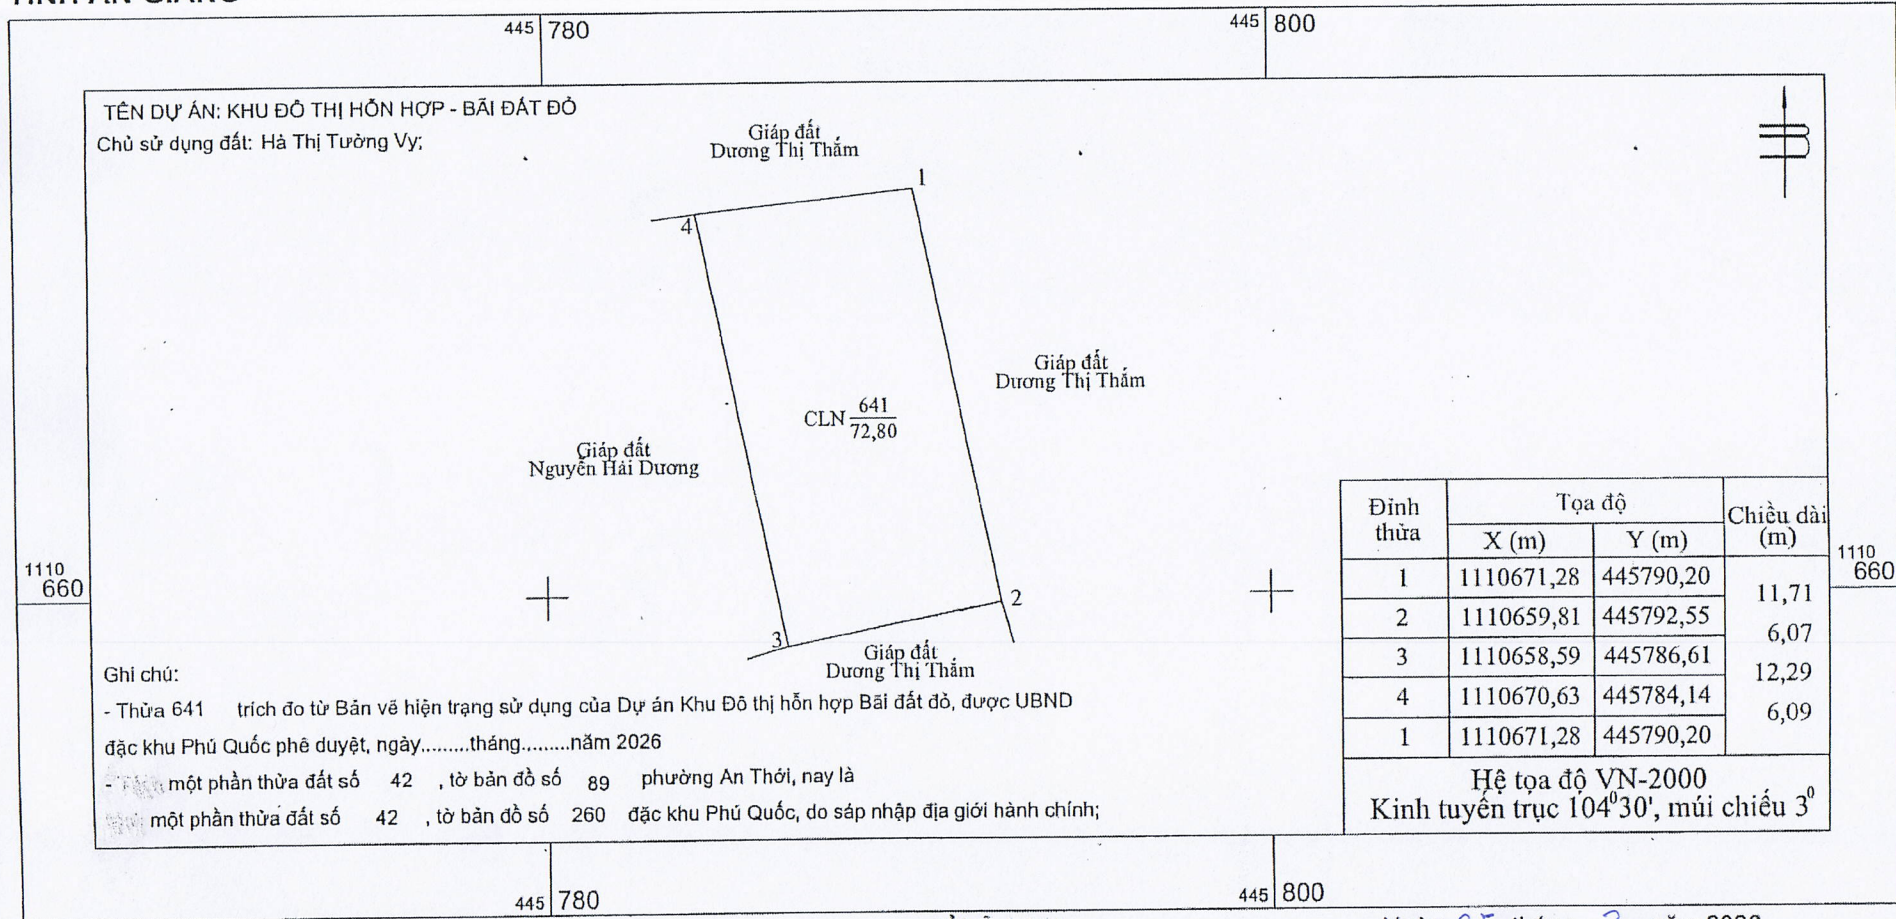 TỈNH AN GIANG
445 780
445 800
TÊN DỰ ÁN: KHU ĐÔ THỊ HỖN HỢP - BÃI ĐẤT ĐỎ
Chủ sử dụng đất: Hà Thị Tường Vy;
Giáp đất
Dương Thị Thắm
1
4
Giáp đất
Dương Thị Thắm
CLN 641
72,80
Giáp đất
Nguyễn Hải Dương
1110
660
1110
660
2
3
Giáp đất
Dương Thị Thắm
Đỉnh thửa Tọa độ Chiều dài (m)
X (m) Y (m)
1 1110671,28 445790,20
11,71
2 1110659,81 445792,55
6,07
3 1110658,59 445786,61
12,29
4 1110670,63 445784,14
6,09
1 1110671,28 445790,20
Hệ tọa độ VN-2000
Kinh tuyến trục 104°30', múi chiếu 3°
Ghi chú:
- Thửa 641 trích đo từ Bản vẽ hiện trạng sử dụng của Dự án Khu Đô thị hỗn hợp Bãi đất đỏ, được UBND
đặc khu Phú Quốc phê duyệt, ngày.........tháng.........năm 2026
- một phần thửa đất số 42 , tờ bản đồ số 89 phường An Thới, nay là
một phần thửa đất số 42 , tờ bản đồ số 260 đặc khu Phú Quốc, do sáp nhập địa giới hành chính;
445 780
445 800